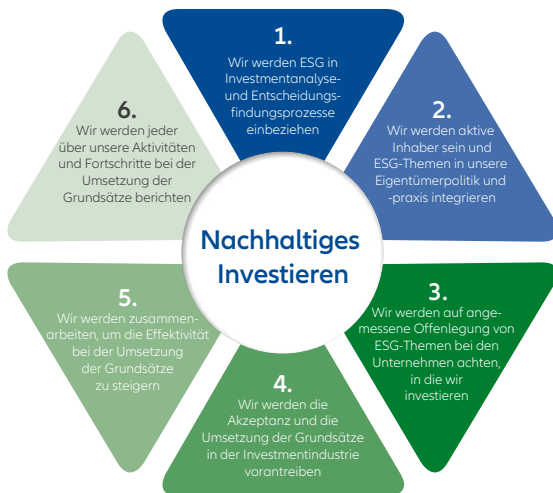 1.
Wir werden ESG in
Investmentanalyse-
und Entscheidungs-
findungsprozesse
einbeziehen
2.
Wir werden aktive
Inhaber sein und
ESG-Themen in unsere
Eigentümerpolitik und
-praxis integrieren
3.
Wir werden auf ange-
messene Offenlegung von
ESG-Themen bei den
Unternehmen achten,
in die wir
investieren
4.
Wir werden die
Akzeptanz und die
Umsetzung der Grundsätze
in der Investmentindustrie
vorantreiben
5.
Wir werden zusammen-
arbeiten, um die Effektivität
bei der Umsetzung
der Grundsätze
zu steigern
6.
Wir werden jeder
über unsere Aktivitäten
und Fortschritte bei der
Umsetzung der
Grundsätze berichten
Nachhaltiges
Investieren